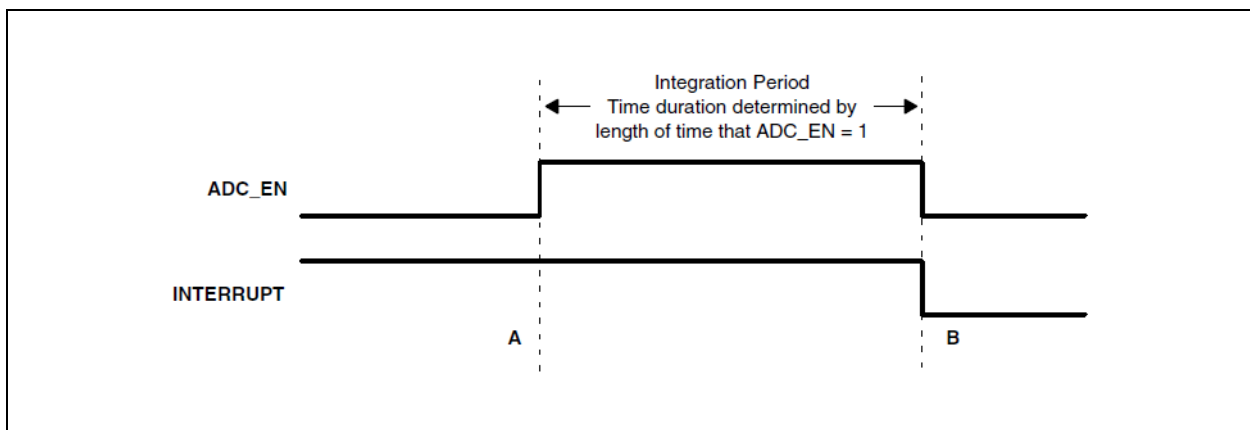 Integration Period
Time duration determined by
length of time that ADC_EN = 1
ADC_EN
INTERRUPT
A
B